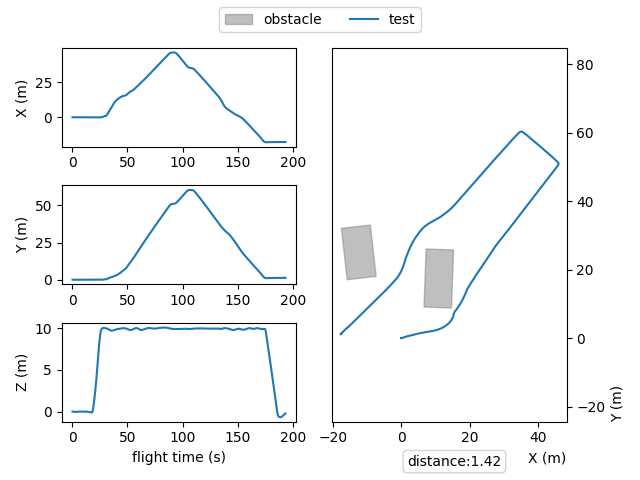 obstacle test
X (m)
25
0
0 50 100 150 200
Y (m)
50
25
0
0 50 100 150 200
Z (m)
10
5
0
0 50 100 150 200
flight time (s)
80
60
40
20
0
−20
Y (m)
−20 0 20 40
X (m)
distance:1.42